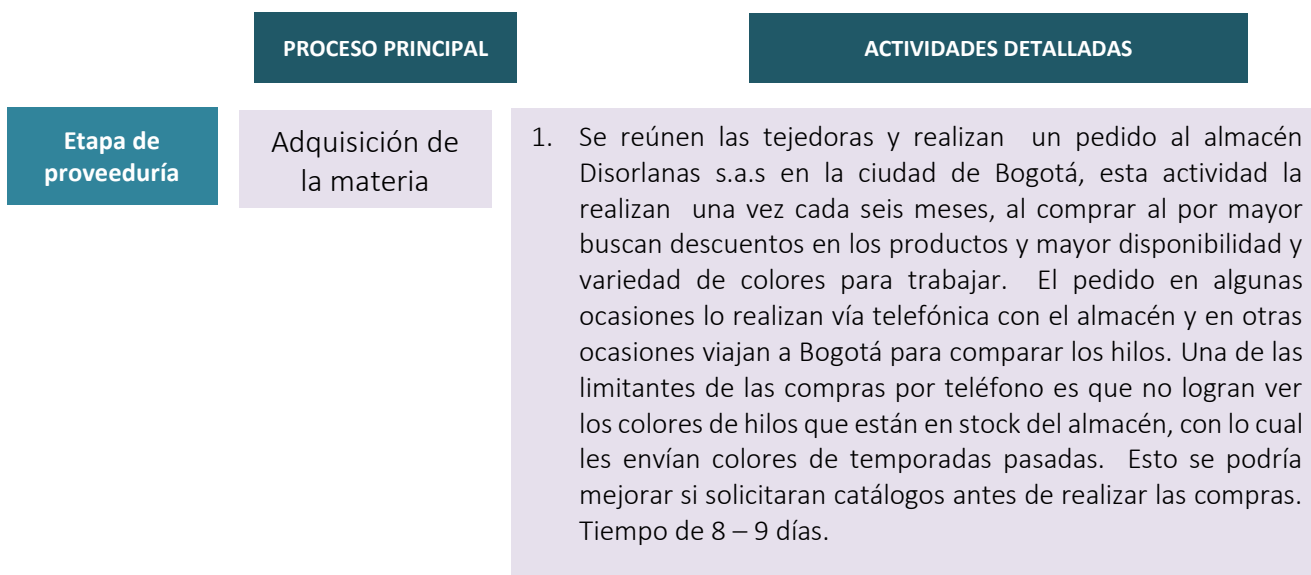 PROCESO PRINCIPAL
ACTIVIDADES DETALLADAS
Etapa de
proveeduría
Adquisición de
la materia
1. Se reúnen las tejedoras y realizan un pedido al almacén
Disorlanas s.a.s en la ciudad de Bogotá, esta actividad la
realizan una vez cada seis meses, al comprar al por mayor
buscan descuentos en los productos y mayor disponibilidad y
variedad de colores para trabajar. El pedido en algunas
ocasiones lo realizan vía telefónica con el almacén y en otras
ocasiones viajan a Bogotá para comparar los hilos. Una de las
limitantes de las compras por teléfono es que no logran ver
los colores de hilos que están en stock del almacén, con lo cual
les envían colores de temporadas pasadas. Esto se podría
mejorar si solicitaran catálogos antes de realizar las compras.
Tiempo de 8 – 9 días.